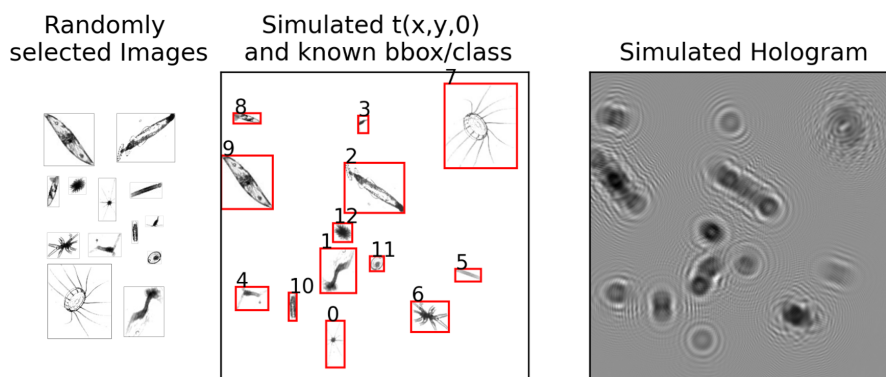 Randomly
selected Images
Simulated t(x,y,0)
and known bbox/class
Simulated Hologram
7
8
3
9
2
12
1
11
5
4
10
6
0